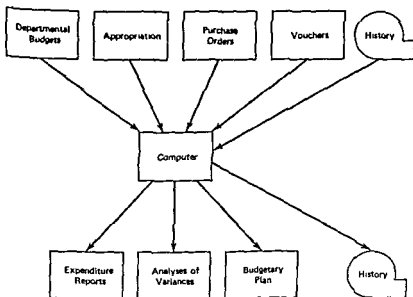 Departmental
Budgets
Appropriation
Purchase
Orders
Vouchers
History
Computer
Expenditure
Reports
Analyses of
Variances
Budgetary
Plan
History